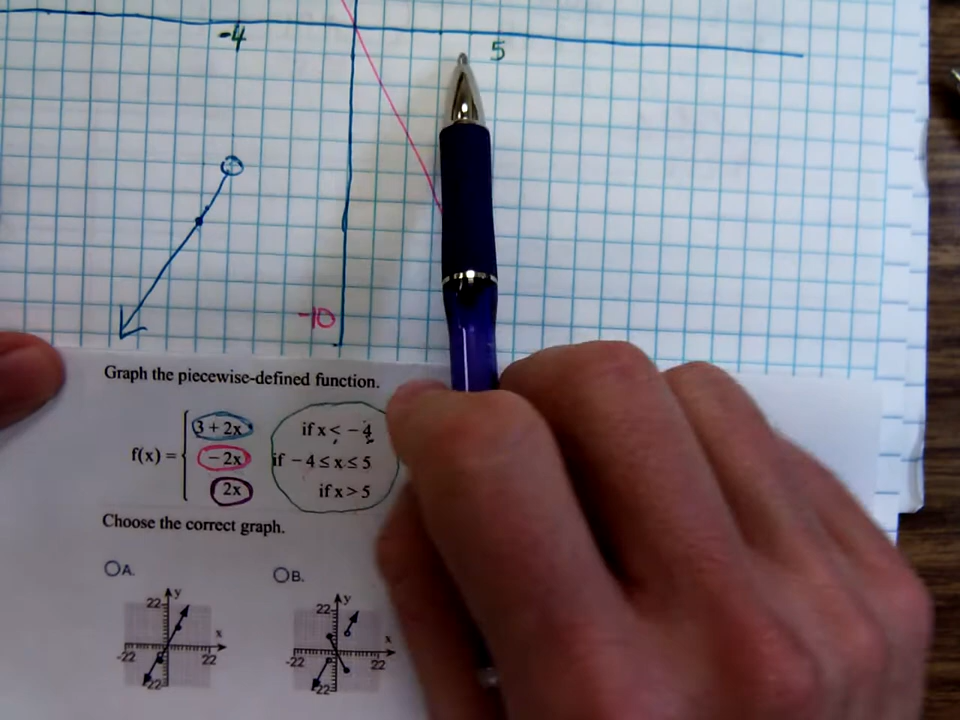 -4
5
-10
Graph the piecewise-defined function.
3 + 2x if x < - 4
f(x) = { - 2x if - 4 ≤ x ≤ 5
2x if x > 5
Choose the correct graph.
A. B.
22 y 22 y
x x
-22 22 -22 22
-22 -22